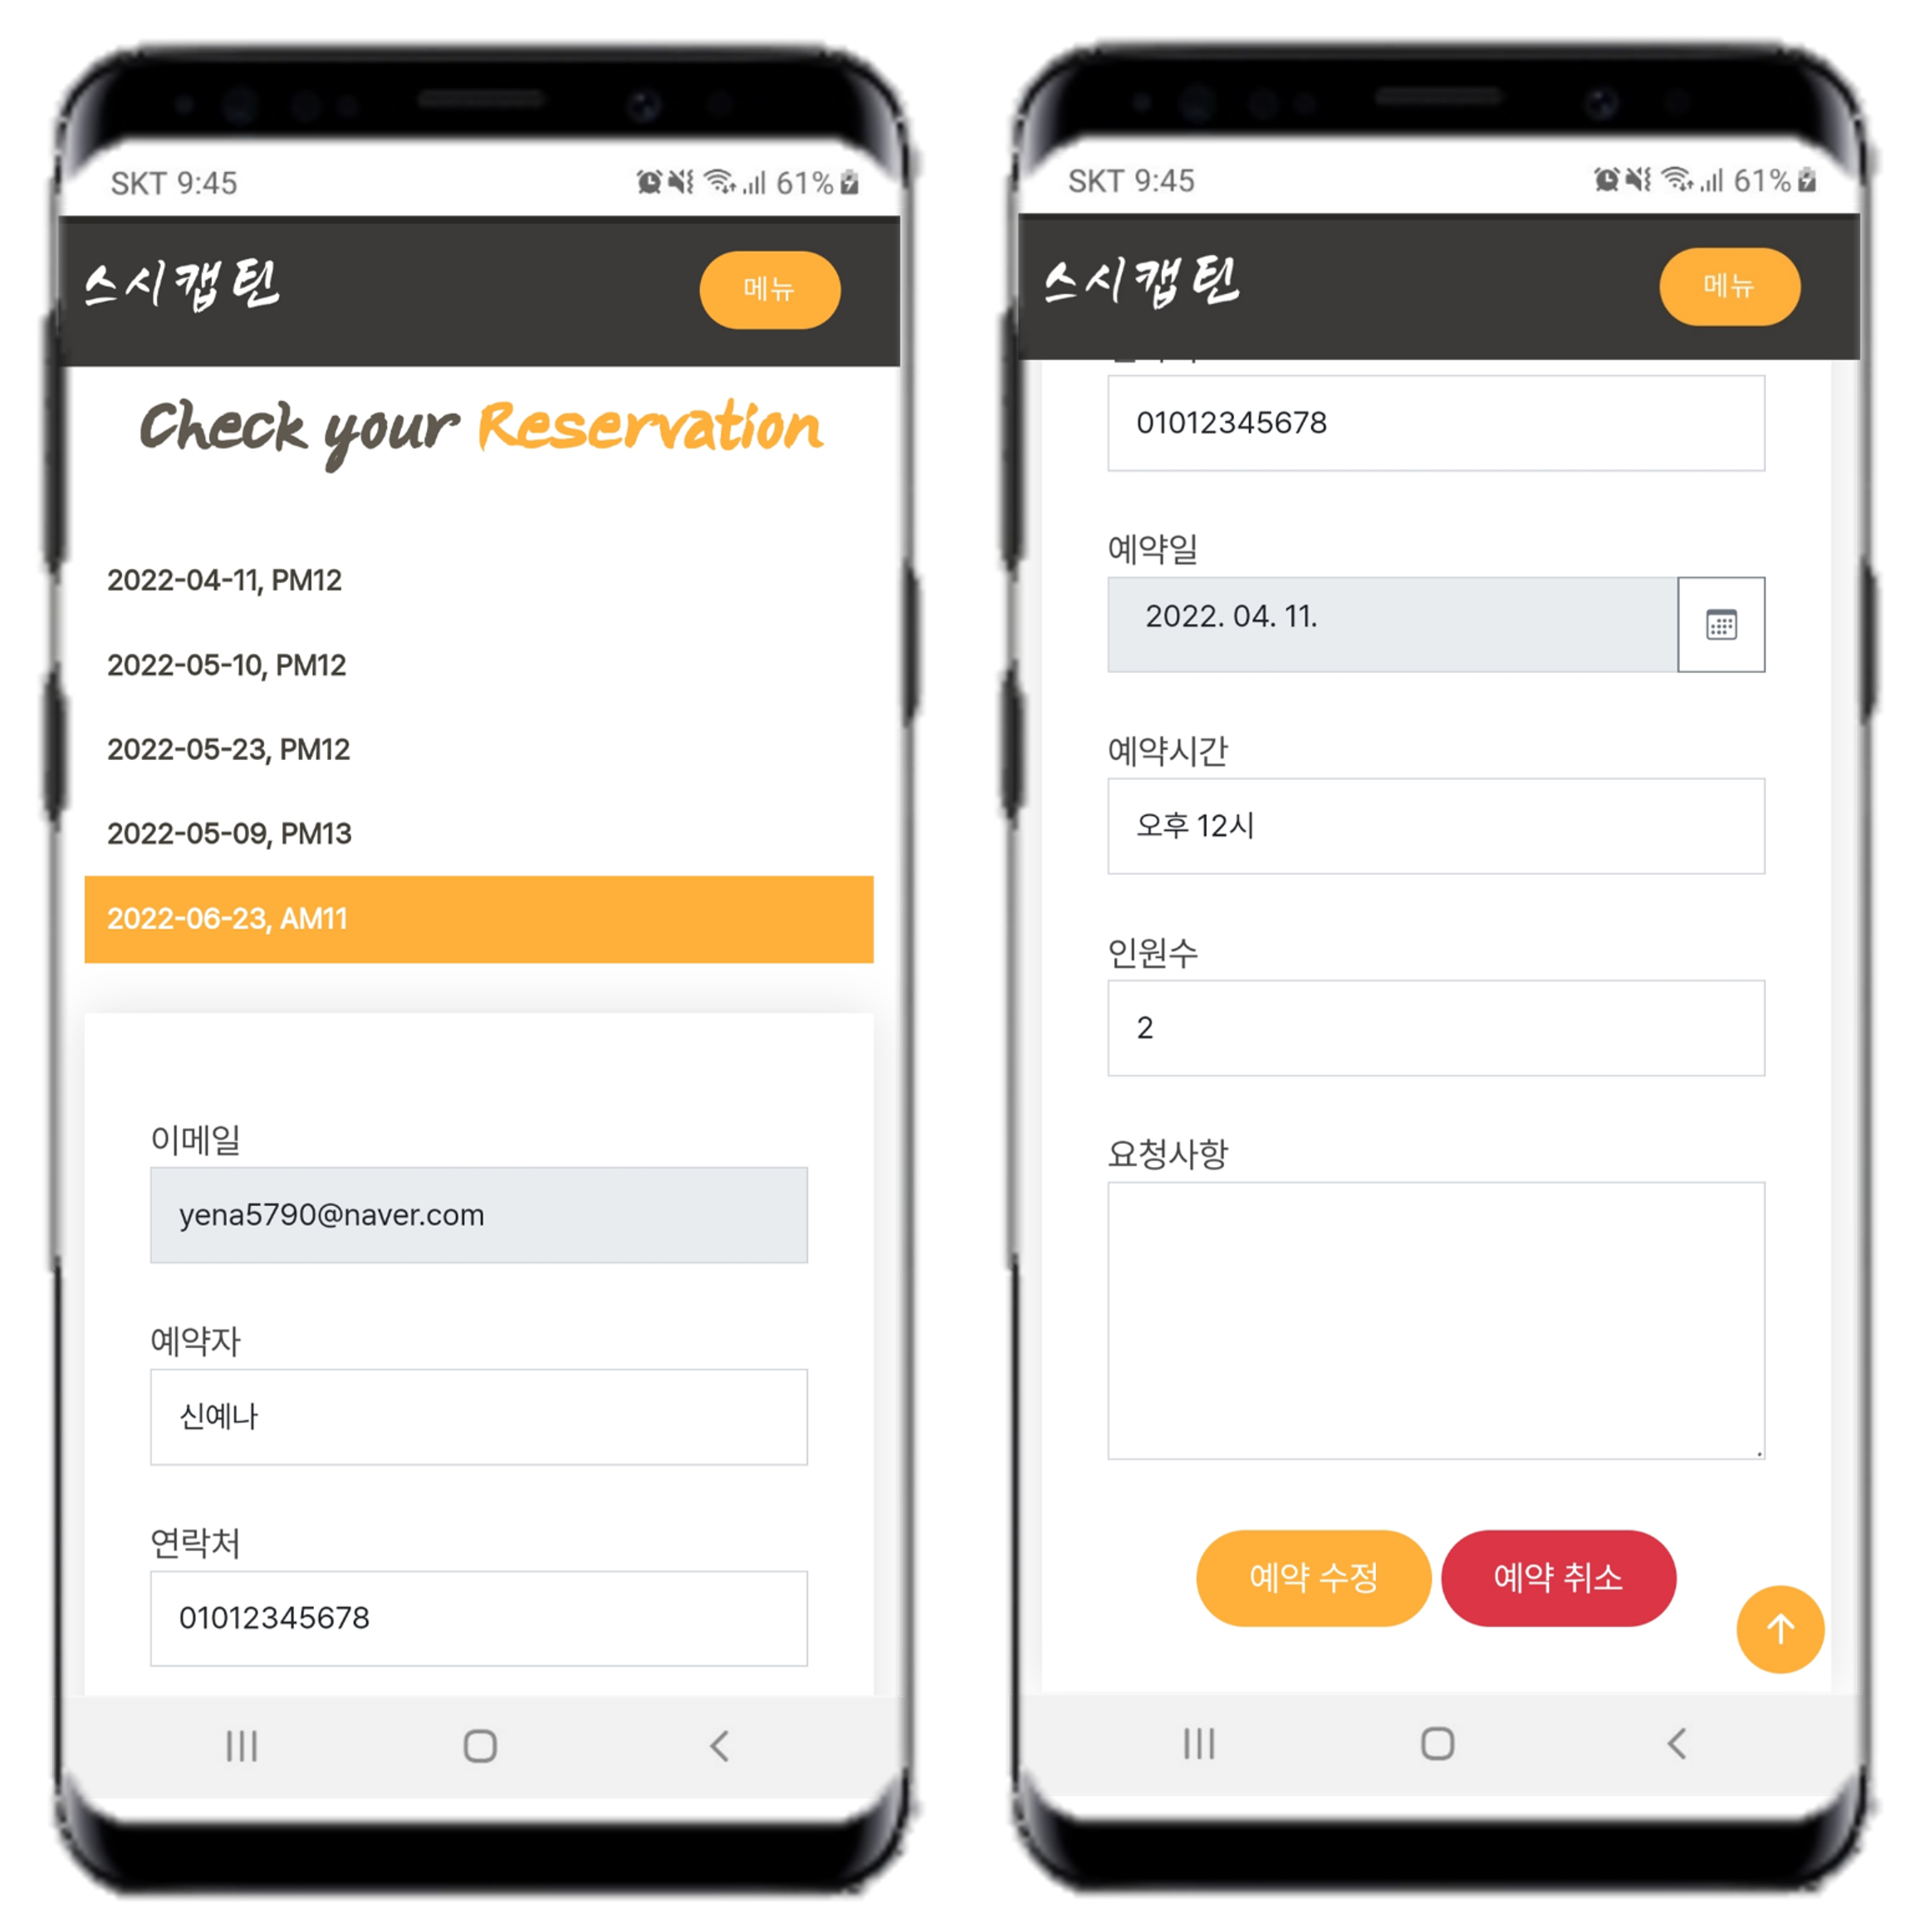 SKT 9:45
61%
스시캡틴
메뉴
Check your Reservation
2022-04-11, PM12
2022-05-10, PM12
2022-05-23, PM12
2022-05-09, PM13
2022-06-23, AM11
이메일
yena5790@naver.com
예약자
신예나
연락처
01012345678
SKT 9:45
61%
스시캡틴
메뉴
01012345678
예약일
2022. 04. 11.
예약시간
오후 12시
인원수
2
요청사항
예약 수정
예약 취소